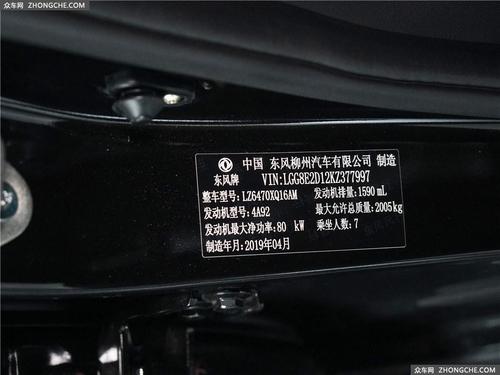 众车网 ZHONGCHE.COM
中国 东风柳州汽车有限公司 制造
东风牌 VIN:LGG8E2D12KZ377997
整车型号:LZ6470XQ16AM 发动机排量:1590 mL
发动机型号:4A92 最大允许总质量:2005kg
发动机最大净功率:80 kW 乘坐人数:7
制造年月:2019年04月
众车网 ZHONGCHE.COM